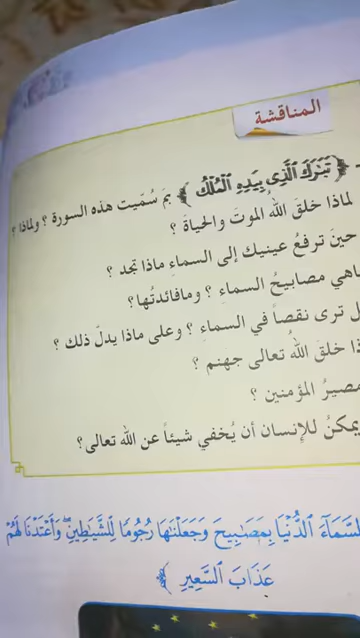 المناقشة
- ﴿ تَبَٰرَكَ ٱلَّذِى بِيَدِهِ ٱلْمُلْكُ ﴾ بمَ سُمّيت هذه السورة ؟ ولماذا ؟
لماذا خلقَ اللهُ الموتَ والحياةَ ؟
حينَ ترفعُ عينيك إلى السماءِ ماذا تجد ؟
ماهي مصابيحُ السماء ؟ ومافائدتُها؟
ترى نقصاً في السماء ؟ وعلى ماذا يدلّ ذلك ؟
خلقَ اللهُ تعالى جهنم ؟
مصيرُ المؤمنين ؟
يمكنُ للإنسان أن يُخفي شيئاً عن الله تعالى؟
ٱلسَّمَآءَ ٱلدُّنْيَا بِمَصَٰبِيحَ وَجَعَلْنَٰهَا رُجُومًا لِّلشَّيَٰطِينِ ۖ وَأَعْتَدْنَا لَهُمْ
عَذَابَ ٱلسَّعِيرِ ﴾